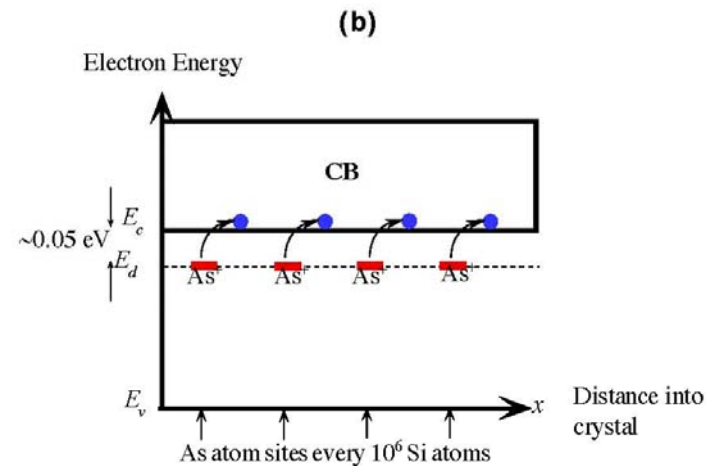 (b)
Electron Energy
CB
E_c
~0.05 eV
E_d
As⁺ As⁺ As⁺ As⁺
E_v
x
Distance into
crystal
As atom sites every 10⁶ Si atoms